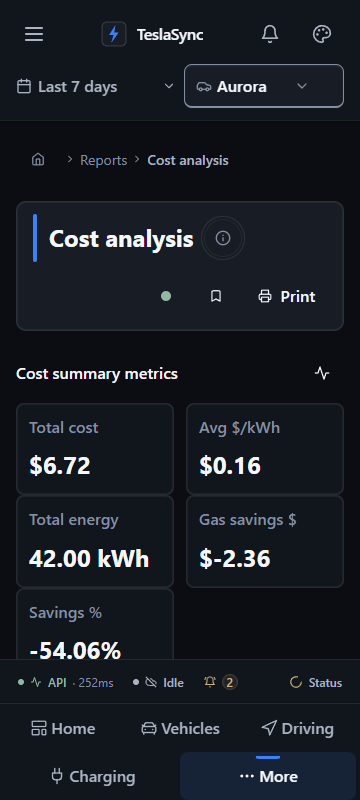 TeslaSync
Last 7 days
Aurora
Reports
Cost analysis
Cost analysis
Print
Cost summary metrics
Total cost
$6.72
Avg $/kWh
$0.16
Total energy
42.00 kWh
Gas savings $
$-2.36
Savings %
-54.06%
API · 252ms
Idle
2
Status
Home
Vehicles
Driving
Charging
More